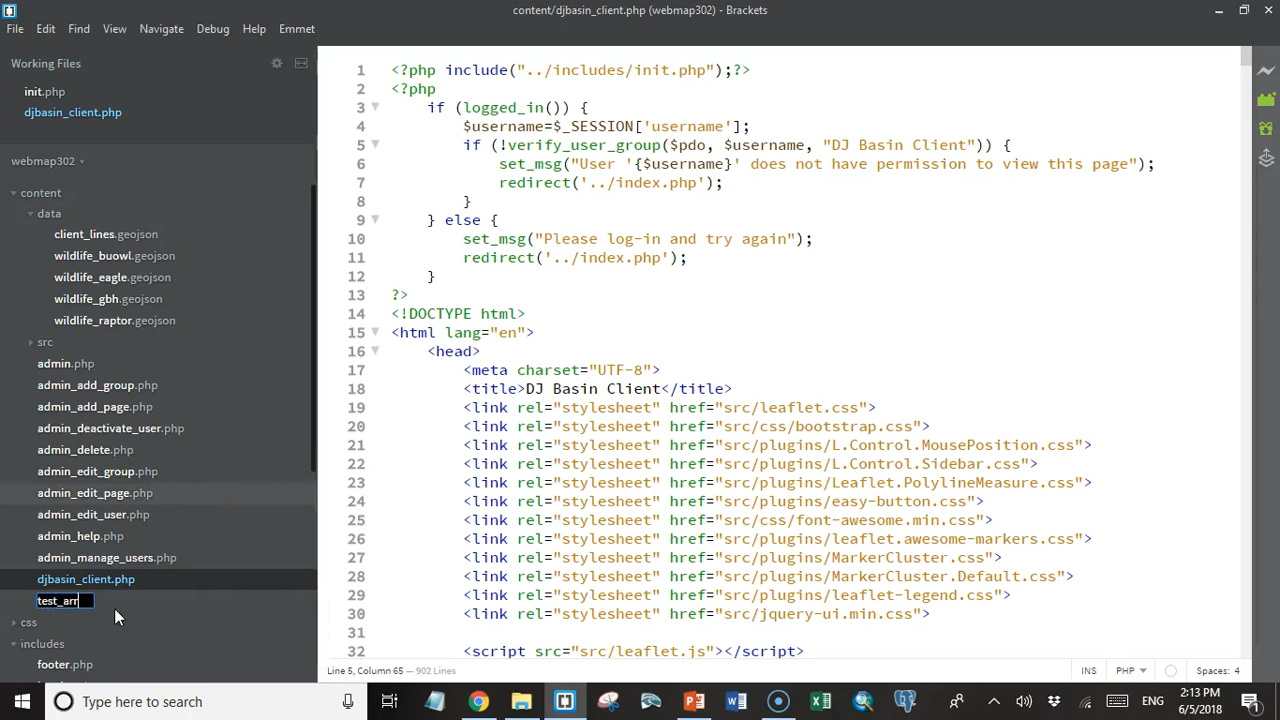 content/djbasin_client.php (webmap302) - Brackets
File Edit Find View Navigate Debug Help Emmet
Working Files
init.php
djbasin_client.php
webmap302
content
data
client_lines.geojson
wildlife_buowl.geojson
wildlife_eagle.geojson
wildlife_gbh.geojson
wildlife_raptor.geojson
src
admin.php
admin_add_group.php
admin_add_page.php
admin_deactivate_user.php
admin_delete.php
admin_edit_group.php
admin_edit_page.php
admin_edit_user.php
admin_help.php
admin_manage_users.php
djbasin_client.php
test_arr
css
includes
footer.php
1 <?php include("../includes/init.php");?>
2 <?php
3 if (logged_in()) {
4 $username=$_SESSION['username'];
5 if (!verify_user_group($pdo, $username, "DJ Basin Client")) {
6 set_msg("User '{$username}' does not have permission to view this page");
7 redirect('../index.php');
8 }
9 } else {
10 set_msg("Please log-in and try again");
11 redirect('../index.php');
12 }
13 ?>
14 <!DOCTYPE html>
15 <html lang="en">
16 <head>
17 <meta charset="UTF-8">
18 <title>DJ Basin Client</title>
19 <link rel="stylesheet" href="src/leaflet.css">
20 <link rel="stylesheet" href="src/css/bootstrap.css">
21 <link rel="stylesheet" href="src/plugins/L.Control.MousePosition.css">
22 <link rel="stylesheet" href="src/plugins/L.Control.Sidebar.css">
23 <link rel="stylesheet" href="src/plugins/Leaflet.PolylineMeasure.css">
24 <link rel="stylesheet" href="src/plugins/easy-button.css">
25 <link rel="stylesheet" href="src/css/font-awesome.min.css">
26 <link rel="stylesheet" href="src/plugins/leaflet.awesome-markers.css">
27 <link rel="stylesheet" href="src/plugins/MarkerCluster.css">
28 <link rel="stylesheet" href="src/plugins/MarkerCluster.Default.css">
29 <link rel="stylesheet" href="src/plugins/leaflet-legend.css">
30 <link rel="stylesheet" href="src/jquery-ui.min.css">
31
32 <script src="src/leaflet.js"></script>
Line 5, Column 65 — 902 Lines
INS PHP Spaces: 4
Type here to search
ENG
2:13 PM
6/5/2018